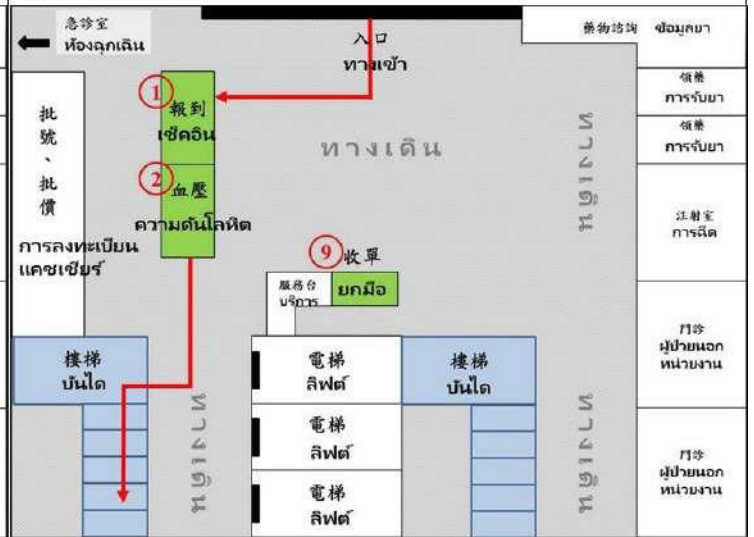 急診室
ห้องฉุกเฉิน
入口
ทางเข้า
藥物諮詢 ข้อมูลยา
領藥
การรับยา
領藥
การรับยา
注射室
การฉีด
門診
ผู้ป่วยนอก
หน่วยงาน
門診
ผู้ป่วยนอก
หน่วยงาน
批
號
、
批
價
การลงทะเบียน
แคชเชียร์
1
報到
เช็คอิน
2
血壓
ความดันโลหิต
ทางเดิน
ทางเดิน
9 收單
ยกมือ
服務台
บริการ
樓梯
บันได
電梯
ลิฟต์
電梯
ลิฟต์
電梯
ลิฟต์
樓梯
บันได
ทางเดิน
ทางเดิน